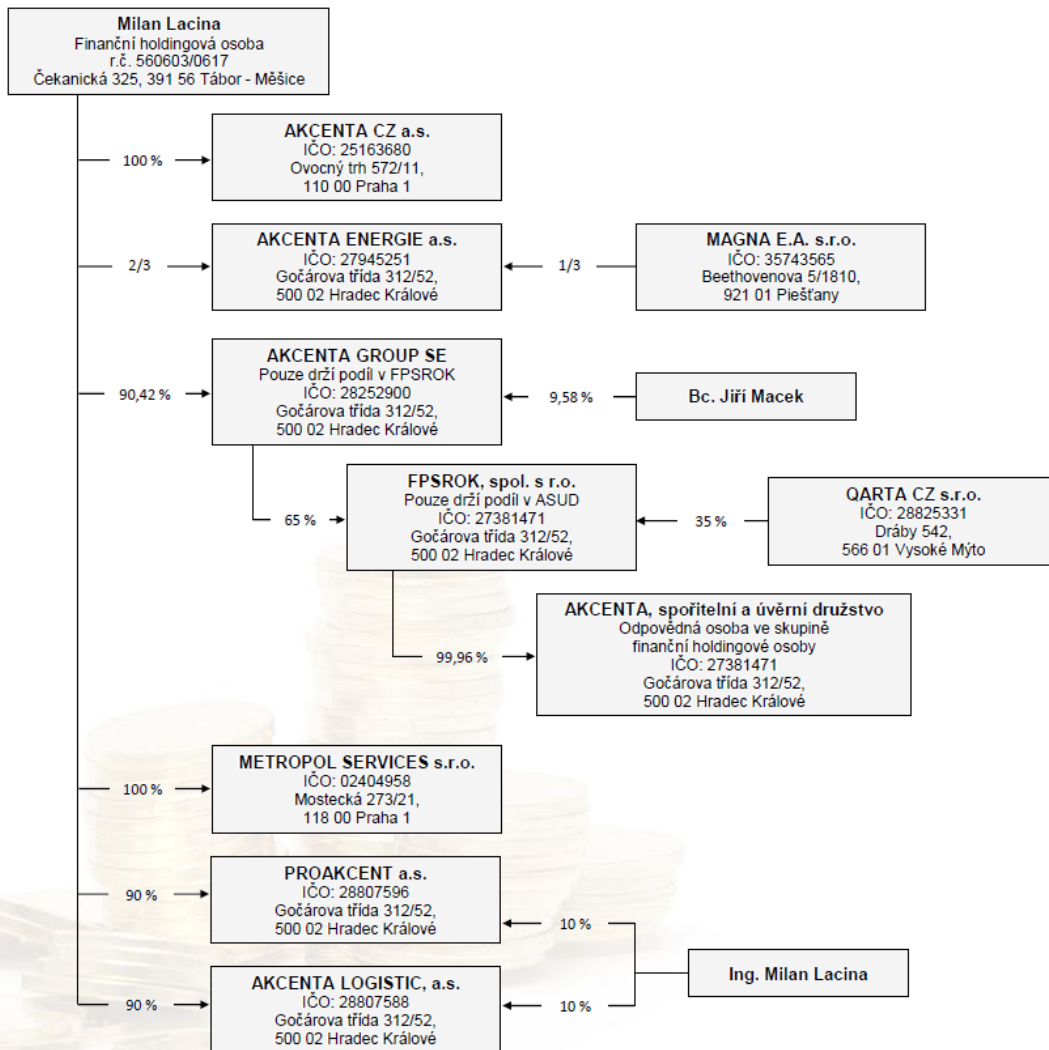 Milan Lacina
Finanční holdingová osoba
r.č. 560603/0617
Čekanická 325, 391 56 Tábor - Měšice
100 %
AKCENTA CZ a.s.
IČO: 25163680
Ovocný trh 572/11,
110 00 Praha 1
2/3
AKCENTA ENERGIE a.s.
IČO: 27945251
Gočárova třída 312/52,
500 02 Hradec Králové
1/3
MAGNA E.A. s.r.o.
IČO: 35743565
Beethovenova 5/1810,
921 01 Piešťany
90,42 %
AKCENTA GROUP SE
Pouze drží podíl v FPSROK
IČO: 28252900
Gočárova třída 312/52,
500 02 Hradec Králové
9,58 %
Bc. Jiří Macek
65 %
FPSROK, spol. s r.o.
Pouze drží podíl v ASUD
IČO: 27381471
Gočárova třída 312/52,
500 02 Hradec Králové
35 %
QARTA CZ s.r.o.
IČO: 28825331
Dráby 542,
566 01 Vysoké Mýto
99,96 %
AKCENTA, spořitelní a úvěrní družstvo
Odpovědná osoba ve skupině
finanční holdingové osoby
IČO: 27381471
Gočárova třída 312/52,
500 02 Hradec Králové
100 %
METROPOL SERVICES s.r.o.
IČO: 02404958
Mostecká 273/21,
118 00 Praha 1
90 %
PROAKCENT a.s.
IČO: 28807596
Gočárova třída 312/52,
500 02 Hradec Králové
10 %
Ing. Milan Lacina
90 %
AKCENTA LOGISTIC, a.s.
IČO: 28807588
Gočárova třída 312/52,
500 02 Hradec Králové
10 %